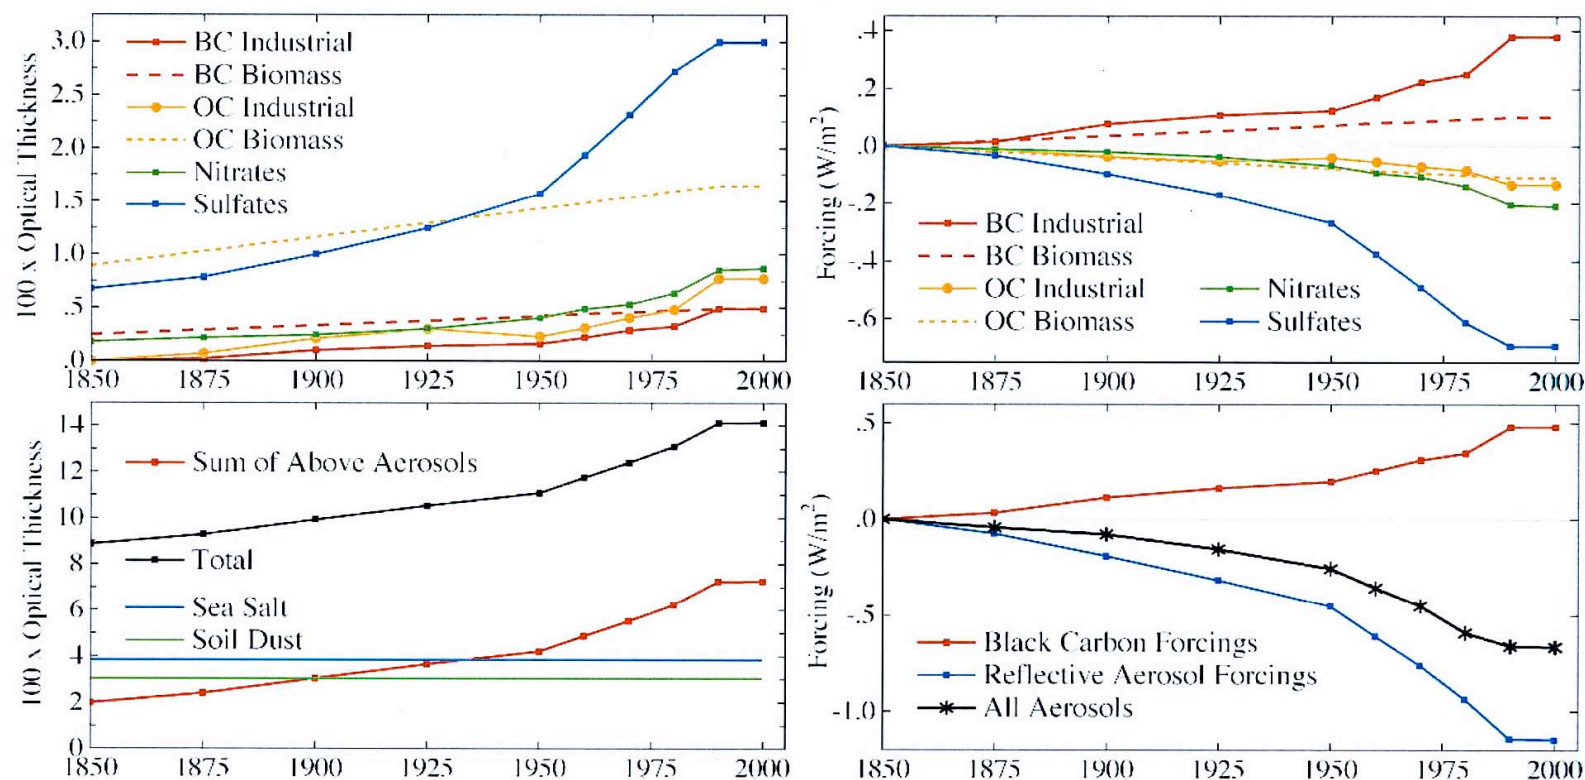 100 x Optical Thickness
3.0
2.5
2.0
1.5
1.0
.5
.0
BC Industrial
BC Biomass
OC Industrial
OC Biomass
Nitrates
Sulfates
1850 1875 1900 1925 1950 1975 2000
Forcing (W/m²)
.4
.2
.0
-.2
-.4
-.6
BC Industrial
BC Biomass
OC Industrial
OC Biomass
Nitrates
Sulfates
1850 1875 1900 1925 1950 1975 2000
100 x Optical Thickness
14
12
10
8
6
4
2
0
Sum of Above Aerosols
Total
Sea Salt
Soil Dust
1850 1875 1900 1925 1950 1975 2000
Forcing (W/m²)
.5
.0
-.5
-1.0
Black Carbon Forcings
Reflective Aerosol Forcings
All Aerosols
1850 1875 1900 1925 1950 1975 2000